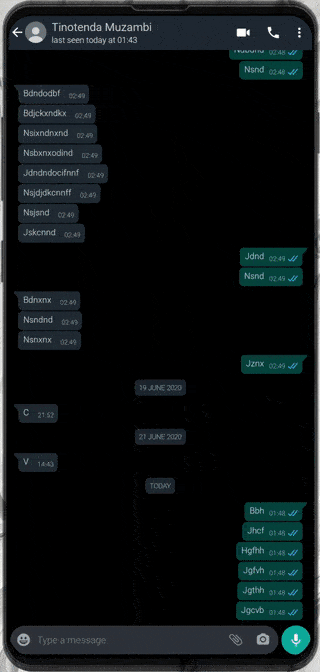 Tinotenda Muzambi
last seen today at 01:43
02:48
Nsnd 02:48
Bdndodbf 02:49
Bdjckxndkx 02:49
Nsixndnxnd 02:49
Nsbxnxodind 02:49
Jdndndocifnnf 02:49
Nsjdjdkcnnff 02:49
Nsjsnd 02:49
Jskcnnd 02:49
Jdnd 02:49
Nsnd 02:49
Bdnxnx 02:49
Nsndnd 02:49
Nsnxnx 02:49
Jznx 02:49
19 JUNE 2020
C 21:57
21 JUNE 2020
V 14:43
TODAY
Bbh 01:48
Jhcf 01:48
Hgfhh 01:48
Jgfvh 01:48
Jgthh 01:48
Jgcvb 01:48
Type a message